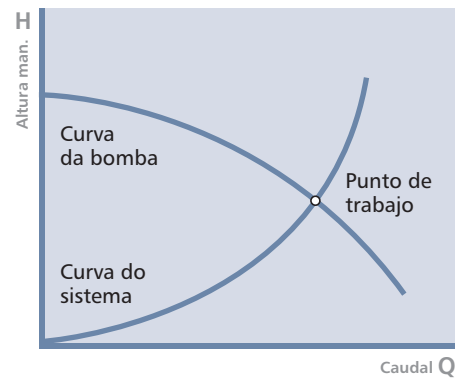 H
Altura man.
Curva
da bomba
Punto de
trabajo
Curva do
sistema
Caudal Q